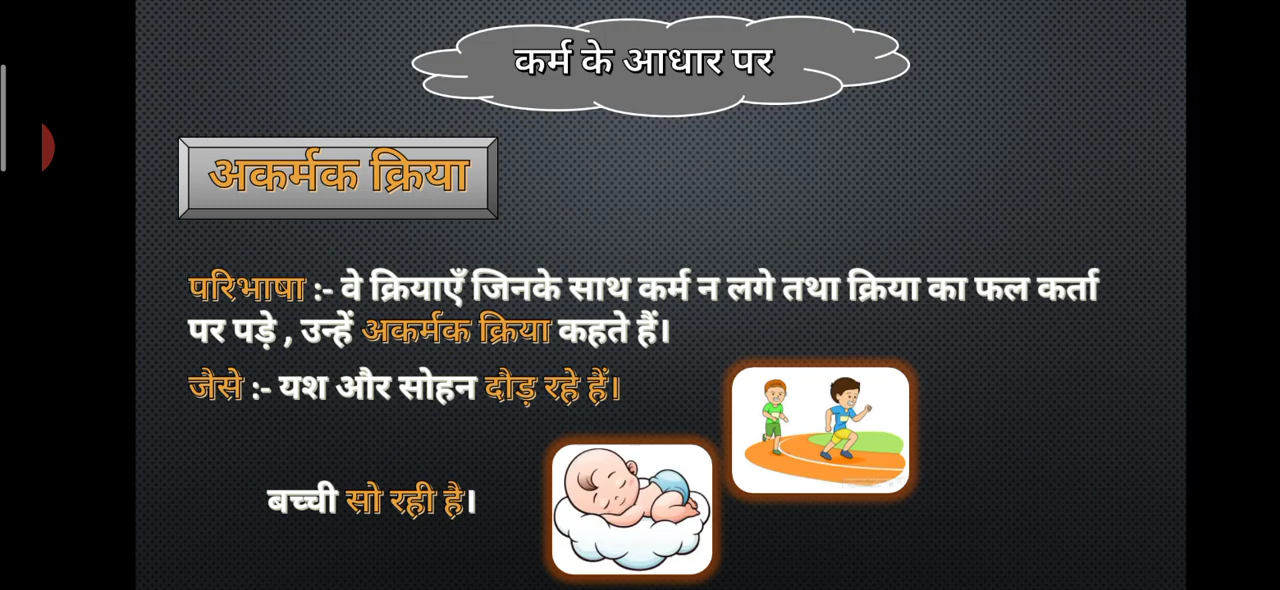 कर्म के आधार पर
अकर्मक क्रिया
परिभाषा :- वे क्रियाएँ जिनके साथ कर्म न लगे तथा क्रिया का फल कर्ता
पर पड़े , उन्हें अकर्मक क्रिया कहते हैं।
जैसे :- यश और सोहन दौड़ रहे हैं।
बच्ची सो रही है।